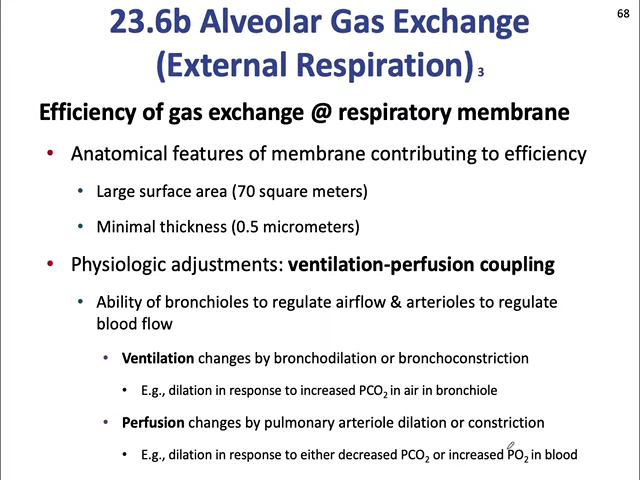 68
23.6b Alveolar Gas Exchange
(External Respiration) 3
Efficiency of gas exchange @ respiratory membrane
• Anatomical features of membrane contributing to efficiency
• Large surface area (70 square meters)
• Minimal thickness (0.5 micrometers)
• Physiologic adjustments: ventilation-perfusion coupling
• Ability of bronchioles to regulate airflow & arterioles to regulate
blood flow
• Ventilation changes by bronchodilation or bronchoconstriction
• E.g., dilation in response to increased PCO2 in air in bronchiole
• Perfusion changes by pulmonary arteriole dilation or constriction
• E.g., dilation in response to either decreased PCO2 or increased PO2 in blood